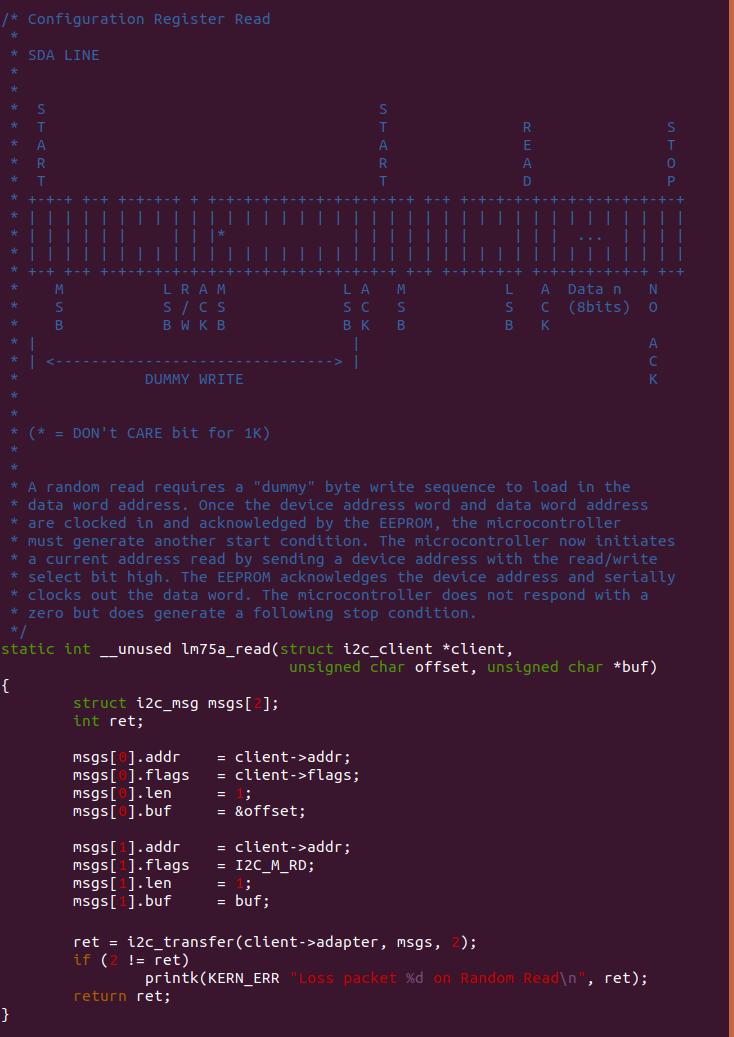 /* Configuration Register Read
 *
 * SDA LINE
 *
 *
 *  S                                     S
 *  T                                     T               R               S
 *  A                                     A               E               T
 *  R                                     R               A               O
 *  T                                     T               D               P
 * +-+-+ +-+ +-+-+-+ + +-+-+-+-+-+-+-+-+-+-+-+ +-+ +-+-+-+-+-+-+-+-+-+-+-+-+
 * | | | | | | | | | | | | | | | | | | | | | | | | | | | | | | | | | | | | |
 * | | | | | |     | | |*              | | | | | | |     | | |  ...  | | | |
 * | | | | | | | | | | | | | | | | | | | | | | | | | | | | | | | | | | | | |
 * +-+ +-+ +-+-+-+-+-+-+-+-+-+-+-+-+-+-+-+-+ +-+ +-+-+-+-+ +-+-+-+-+-+-+ +-+
 *    M           L R A M             L A   M           L   A  Data n   N
 *    S           S / C S             S C   S           S   C (8bits)  O
 *    B           B W K B             B K   B           B   K
 * |                                   |                                A
 * | <-------------------------------> |                                C
 *              DUMMY WRITE                                             K
 *
 *
 * (* = DON't CARE bit for 1K)
 *
 *
 * A random read requires a "dummy" byte write sequence to load in the
 * data word address. Once the device address word and data word address
 * are clocked in and acknowledged by the EEPROM, the microcontroller
 * must generate another start condition. The microcontroller now initiates
 * a current address read by sending a device address with the read/write
 * select bit high. The EEPROM acknowledges the device address and serially
 * clocks out the data word. The microcontroller does not respond with a
 * zero but does generate a following stop condition.
 */
static int __unused lm75a_read(struct i2c_client *client,
                                unsigned char offset, unsigned char *buf)
{
        struct i2c_msg msgs[2];
        int ret;

        msgs[0].addr    = client->addr;
        msgs[0].flags   = client->flags;
        msgs[0].len     = 1;
        msgs[0].buf     = &offset;

        msgs[1].addr    = client->addr;
        msgs[1].flags   = I2C_M_RD;
        msgs[1].len     = 1;
        msgs[1].buf     = buf;

        ret = i2c_transfer(client->adapter, msgs, 2);
        if (2 != ret)
                printk(KERN_ERR "Loss packet %d on Random Read\n", ret);
        return ret;
}